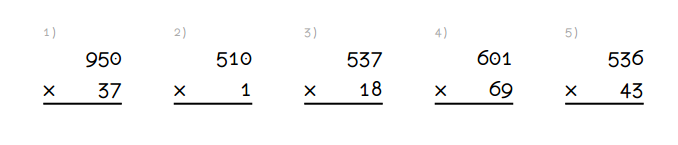 1) 2) 3) 4) 5)
950 510 537 601 536
× 37 × 1 × 18 × 69 × 43